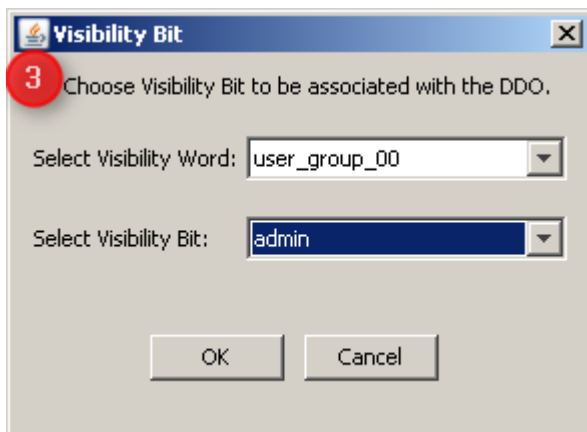 Visibility Bit
3
Choose Visibility Bit to be associated with the DDO.
Select Visibility Word: user_group_00
Select Visibility Bit: admin
OK Cancel